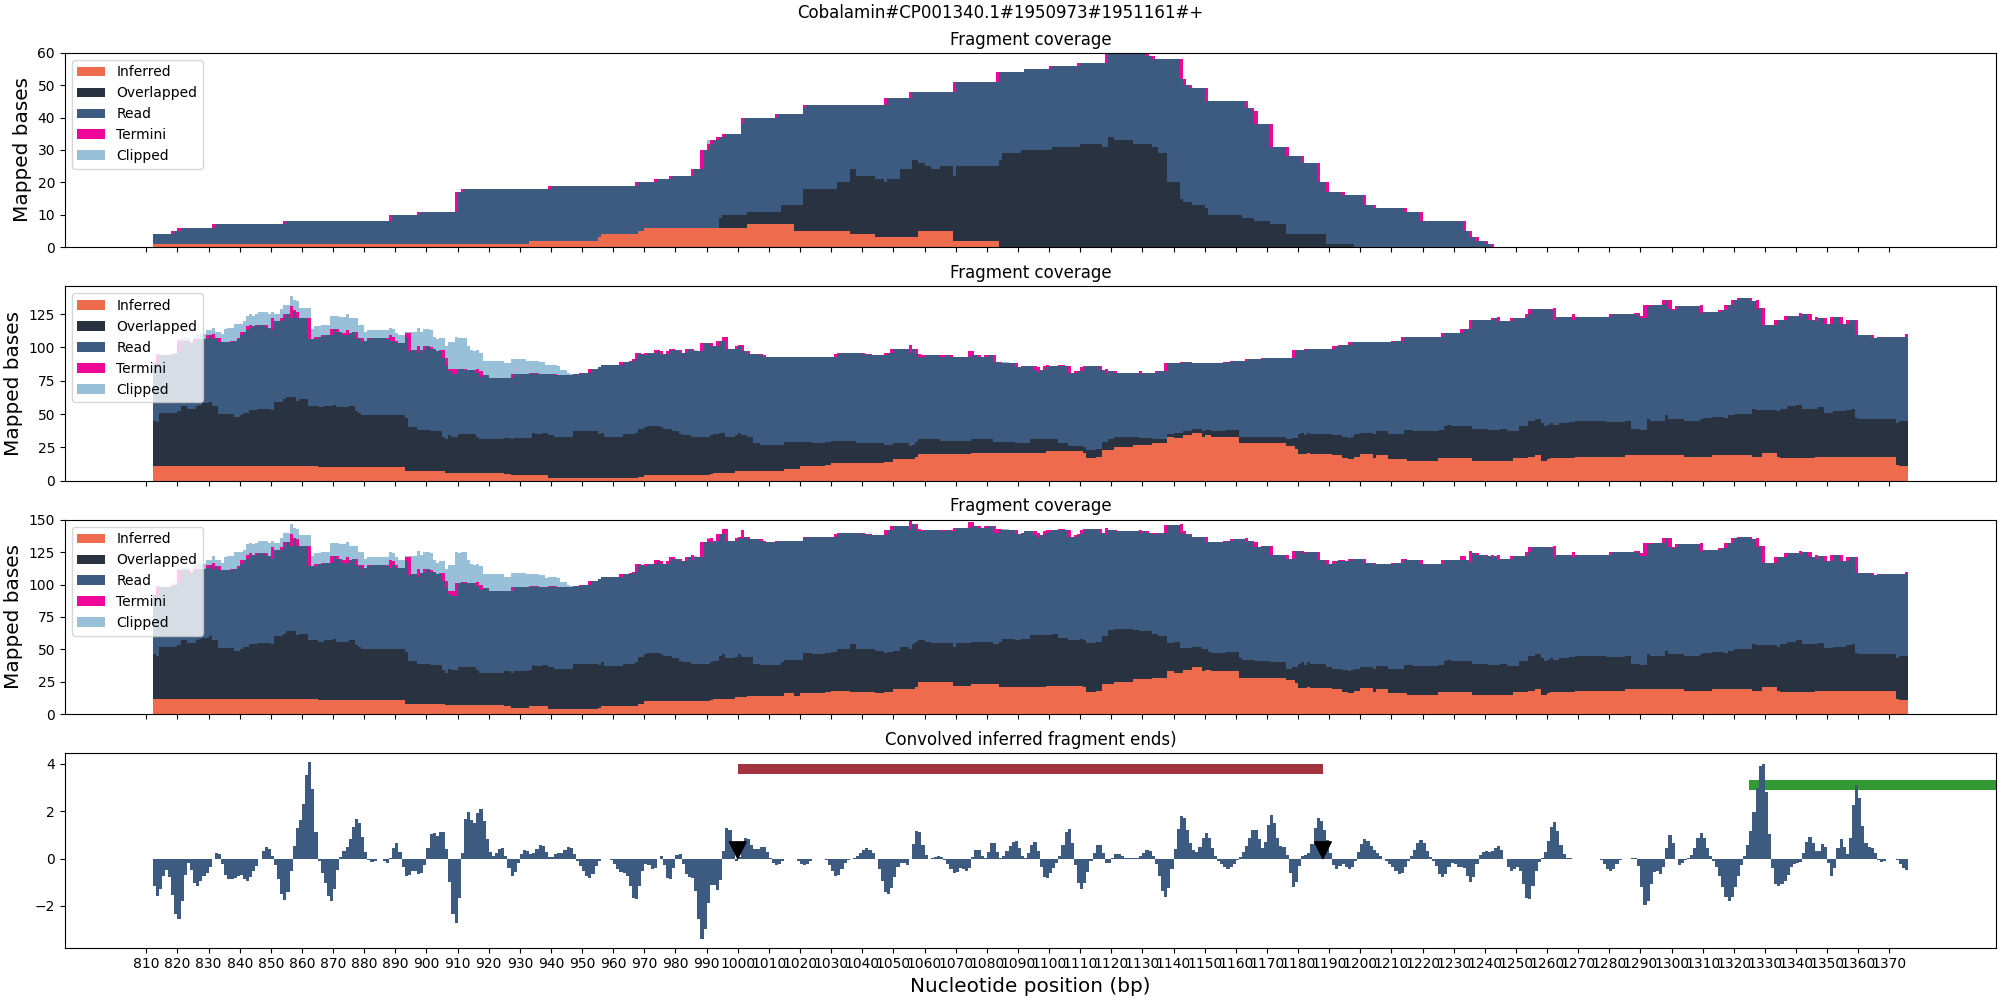 Cobalamin#CP001340.1#1950973#1951161#+
Fragment coverage
Mapped bases
60
50
40
30
20
10
0
Inferred
Overlapped
Read
Termini
Clipped
Fragment coverage
Mapped bases
125
100
75
50
25
0
Inferred
Overlapped
Read
Termini
Clipped
Fragment coverage
Mapped bases
150
125
100
75
50
25
0
Inferred
Overlapped
Read
Termini
Clipped
Convolved inferred fragment ends)
4
2
0
−2
810 820 830 840 850 860 870 880 890 900 910 920 930 940 950 960 970 980 990 1000 1010 1020 1030 1040 1050 1060 1070 1080 1090 1100 1110 1120 1130 1140 1150 1160 1170 1180 1190 1200 1210 1220 1230 1240 1250 1260 1270 1280 1290 1300 1310 1320 1330 1340 1350 1360 1370
Nucleotide position (bp)